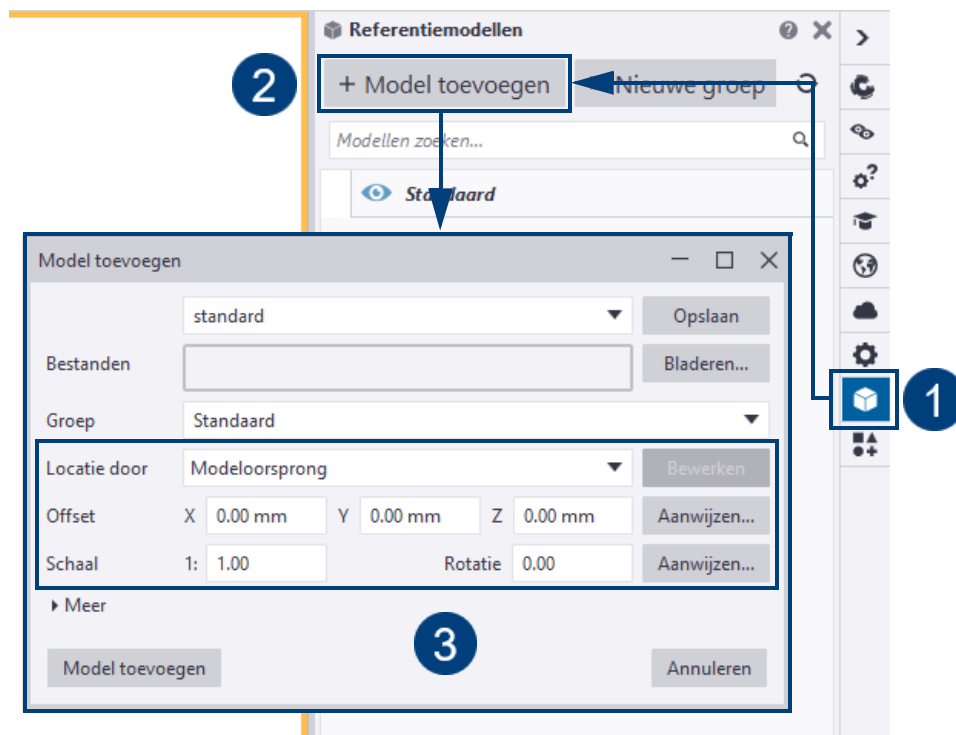 Referentiemodellen
2
+ Model toevoegen
Nieuwe groep
Modellen zoeken...
Standaard
Model toevoegen
standard
Opslaan
Bestanden
Bladeren...
1
Groep
Standaard
Locatie door
Modeloorsprong
Bewerken
Offset
X
0.00 mm
Y
0.00 mm
Z
0.00 mm
Aanwijzen...
Schaal
1:
1.00
Rotatie
0.00
Aanwijzen...
Meer
3
Model toevoegen
Annuleren